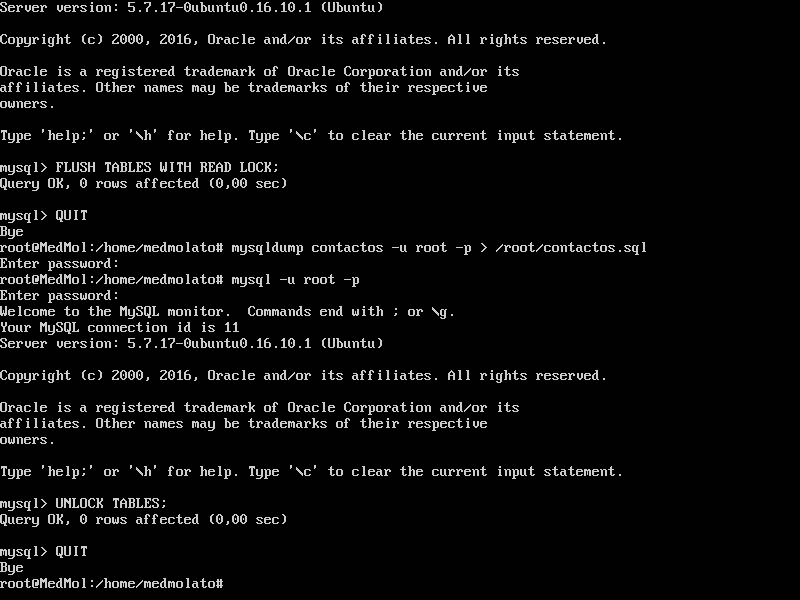 Server version: 5.7.17-0ubuntu0.16.10.1 (Ubuntu)
Copyright (c) 2000, 2016, Oracle and/or its affiliates. All rights reserved.
Oracle is a registered trademark of Oracle Corporation and/or its
affiliates. Other names may be trademarks of their respective
owners.
Type 'help;' or '\h' for help. Type '\c' to clear the current input statement.
mysql> FLUSH TABLES WITH READ LOCK;
Query OK, 0 rows affected (0,00 sec)
mysql> QUIT
Bye
root@MedMol:/home/medmolato# mysqldump contactos -u root -p > /root/contactos.sql
Enter password:
root@MedMol:/home/medmolato# mysql -u root -p
Enter password:
Welcome to the MySQL monitor.  Commands end with ; or \g.
Your MySQL connection id is 11
Server version: 5.7.17-0ubuntu0.16.10.1 (Ubuntu)
Copyright (c) 2000, 2016, Oracle and/or its affiliates. All rights reserved.
Oracle is a registered trademark of Oracle Corporation and/or its
affiliates. Other names may be trademarks of their respective
owners.
Type 'help;' or '\h' for help. Type '\c' to clear the current input statement.
mysql> UNLOCK TABLES;
Query OK, 0 rows affected (0,00 sec)
mysql> QUIT
Bye
root@MedMol:/home/medmolato#